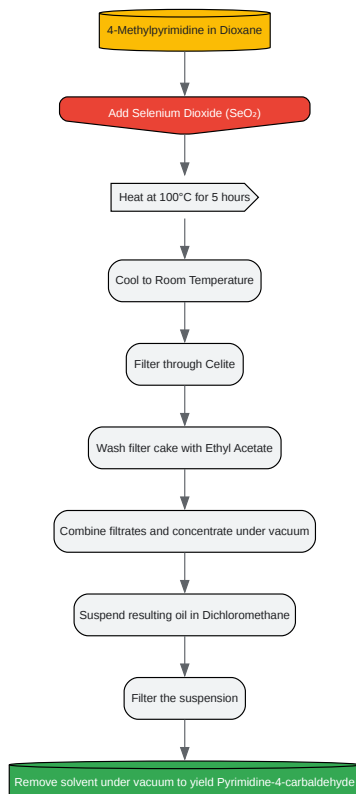 4-Methylpyrimidine in Dioxane
Add Selenium Dioxide (SeO₂)
Heat at 100°C for 5 hours
Cool to Room Temperature
Filter through Celite
Wash filter cake with Ethyl Acetate
Combine filtrates and concentrate under vacuum
Suspend resulting oil in Dichloromethane
Filter the suspension
Remove solvent under vacuum to yield Pyrimidine-4-carbaldehyde